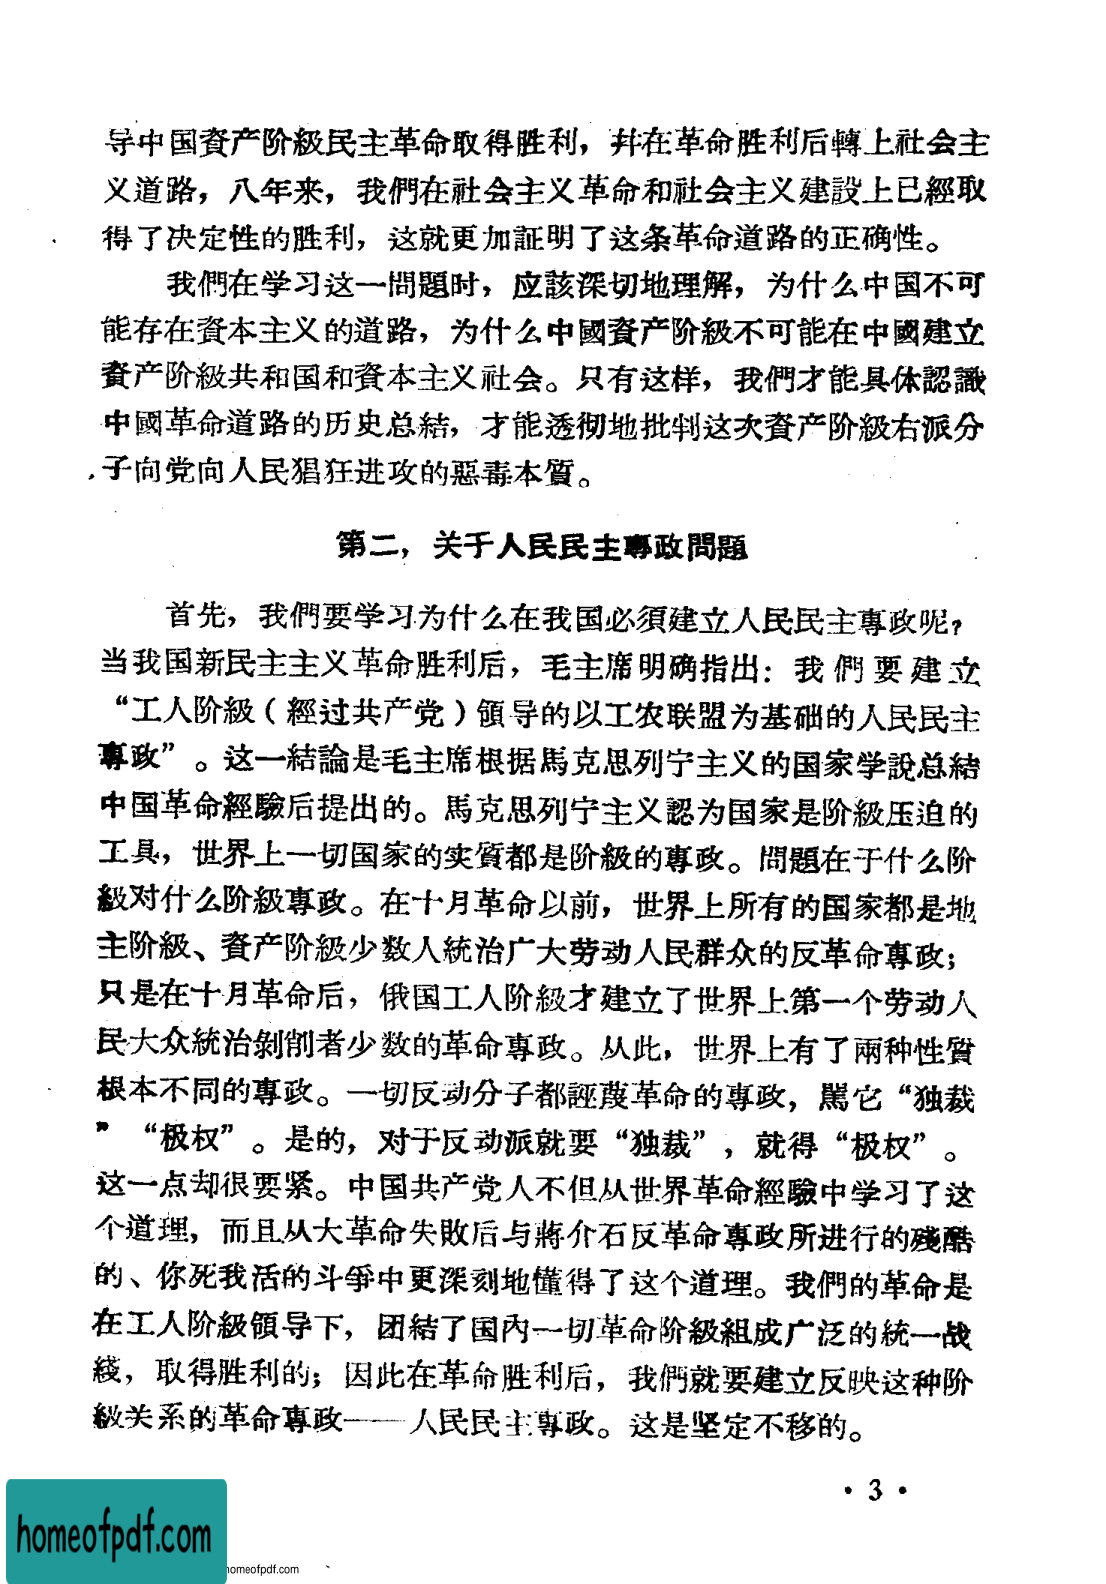 导中国資产阶級民主革命取得胜利，幷在革命胜利后轉上社会主
义道路，八年来，我們在社会主义革命和社会主义建設上已經取
得了决定性的胜利，这就更加証明了这条革命道路的正确性。
我們在学习这一問題时，应該深切地理解，为什么中国不可
能存在資本主义的道路，为什么中國資产阶級不可能在中國建立
資产阶級共和国和資本主义社会。只有这样，我們才能具体認識
中國革命道路的历史总結，才能透彻地批判这次資产阶級右派分
子向党向人民猖狂进攻的恶毒本質。
第二，关于人民民主專政問題
首先，我們要学习为什么在我国必須建立人民民主專政呢？
当我国新民主主义革命胜利后，毛主席明确指出：我們要建立
“工人阶級（經过共产党）領导的以工农联盟为基础的人民民主
專政”。这一結論是毛主席根据馬克思列宁主义的国家学說总結
中国革命經驗后提出的。馬克思列宁主义認为国家是阶級压迫的
工具，世界上一切国家的实質都是阶級的專政。問題在于什么阶
級对什么阶級專政。在十月革命以前，世界上所有的国家都是地
主阶級、資产阶級少数人統治广大劳动人民群众的反革命專政；
只是在十月革命后，俄国工人阶級才建立了世界上第一个劳动人
民大众統治剝削者少数的革命專政。从此，世界上有了兩种性質
根本不同的專政。一切反动分子都誣蔑革命的專政，駡它“独裁
”“极权”。是的，对于反动派就要“独裁”，就得“极权”。
这一点却很要紧。中国共产党人不但从世界革命經驗中学习了这
个道理，而且从大革命失敗后与蔣介石反革命專政所进行的殘酷
的、你死我活的斗爭中更深刻地懂得了这个道理。我們的革命是
在工人阶級領导下，团結了国內一切革命阶級組成广泛的統一战
綫，取得胜利的；因此在革命胜利后，我們就要建立反映这种阶
級关系的革命專政——人民民主專政。这是坚定不移的。
· 3 ·
homeofpdf.com
homeofpdf.com